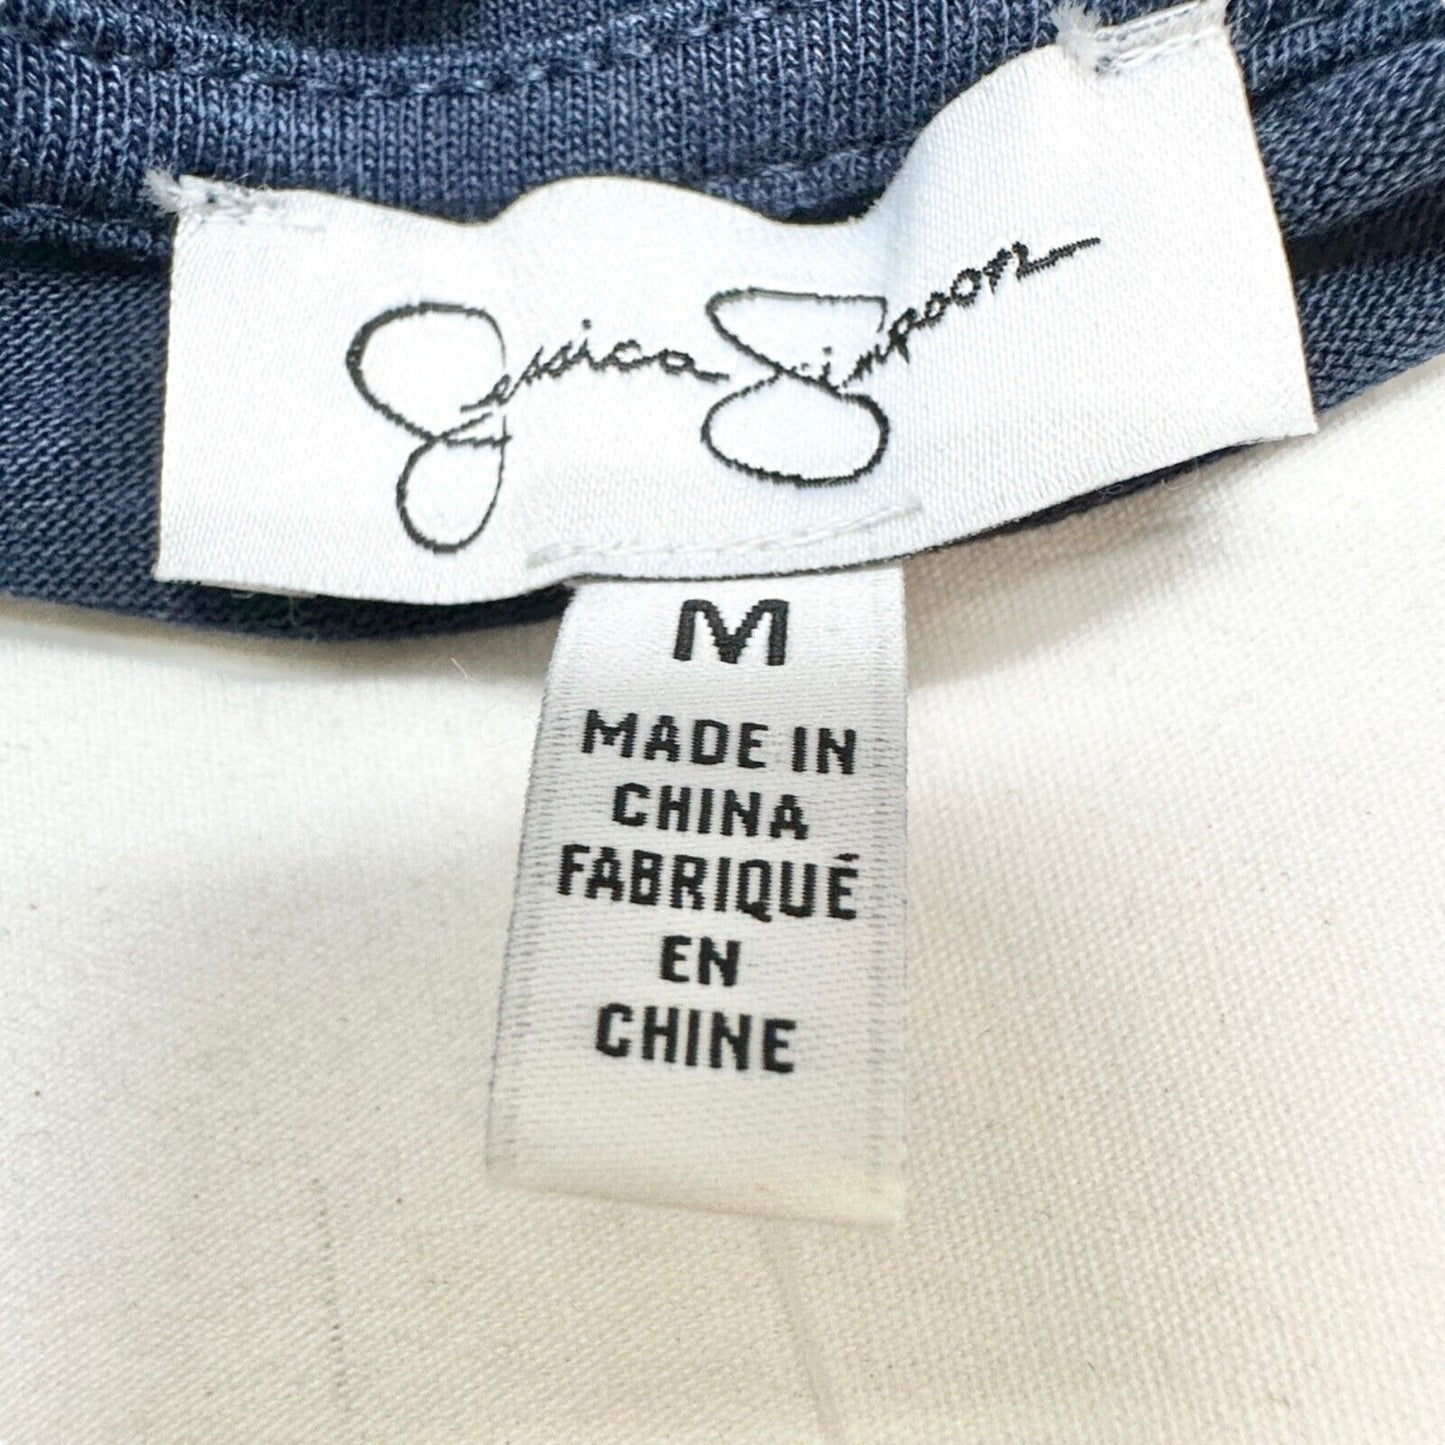 Jessica Simpson
M
MADE IN
CHINA
FABRIQUÉ
EN
CHINE